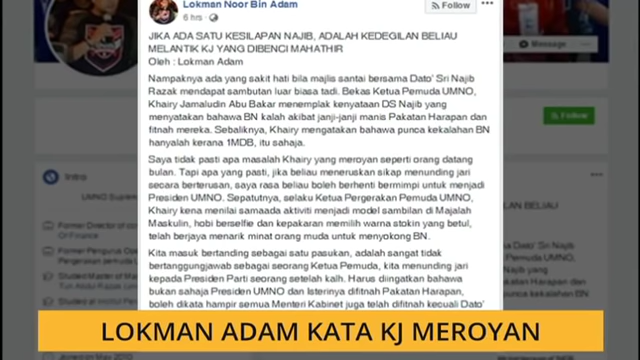 Lokman Noor Bin Adam
6 hrs
Follow
JIKA ADA SATU KESILAPAN NAJIB, ADALAH KEDEGILAN BELIAU
MELANTIK KJ YANG DIBENCI MAHATHIR
Oleh : Lokman Adam
Nampaknya ada yang sakit hati bila majlis santai bersama Dato' Sri Najib
Razak mendapat sambutan luar biasa tadi. Bekas Ketua Pemuda UMNO,
Khairy Jamaludin Abu Bakar menemplak kenyataan DS Najib yang
menyatakan bahawa BN kalah akibat janji-janji manis Pakatan Harapan dan
fitnah mereka. Sebaliknya, Khairy mengatakan bahawa punca kekalahan BN
hanyalah kerana 1MDB, itu sahaja.
Saya tidak pasti apa masalah Khairy yang meroyan seperti orang datang
bulan. Tapi apa yang pasti, jika beliau meneruskan sikap menunding jari
secara berterusan, saya rasa beliau boleh berhenti bermimpi untuk menjadi
Presiden UMNO. Sepatutnya, selaku Ketua Pergerakan Pemuda UMNO,
Khairy kena menilai samaada aktiviti menjadi model sambilan di Majalah
Maskulin, hobi berselfie dan kepakaran memilih warna stokin yang betul,
telah berjaya menarik minat orang muda untuk menyokong BN.
Kita masuk bertanding sebagai satu pasukan, adalah sangat tidak
bertanggungjawab sebagai seorang Ketua Pemuda, kita menunding jari
kepada Presiden Parti seorang setelah kalh. Harus diingatkan bahawa
bukan sahaja Presiden UMNO dan Isterinya difitnah Pakatan Harapan,
boleh dikata hampir semua Menteri Kabinet juga telah difitnah kecuali Dato'
Message
Follow
Intro
BELIAU
LOKMAN ADAM KATA KJ MEROYAN